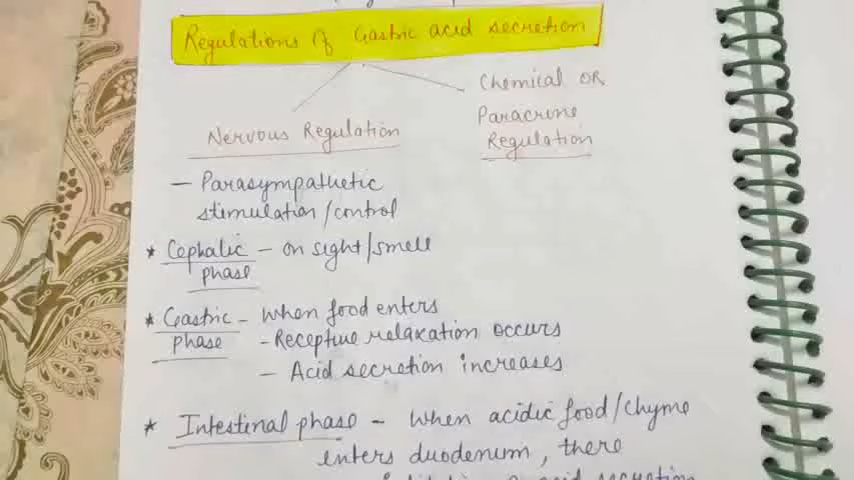 Regulations of Gastric acid secretion
Chemical OR
Paracrine
Regulation
Nervous Regulation
– Parasympathetic
stimulation/control
* Cephalic – on sight/smell
phase
* Gastric – When food enters
phase – Receptive relaxation occurs
– Acid secretion increases
* Intestinal phase – When acidic food/chyme
enters duodenum, there
acid secretion